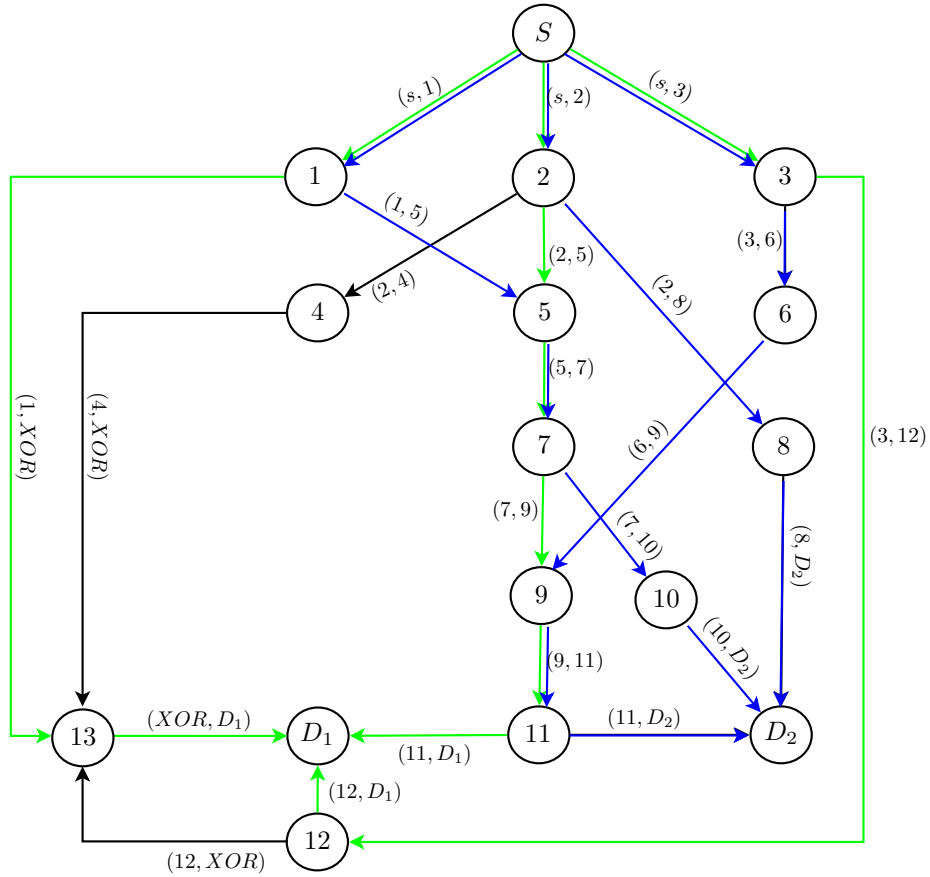 S
(s, 1)
(s, 2)
(s, 3)
1
2
3
(1, 5)
(2, 4)
(2, 5)
(2, 8)
(3, 6)
4
5
6
(5, 7)
(1, XOR)
(4, XOR)
(6, 9)
(3, 12)
7
8
(7, 9)
(7, 10)
(8, D₂)
9
10
(9, 11)
(10, D₂)
(XOR, D₁)
(11, D₂)
13
D₁
11
D₂
(11, D₁)
(12, D₁)
12
(12, XOR)